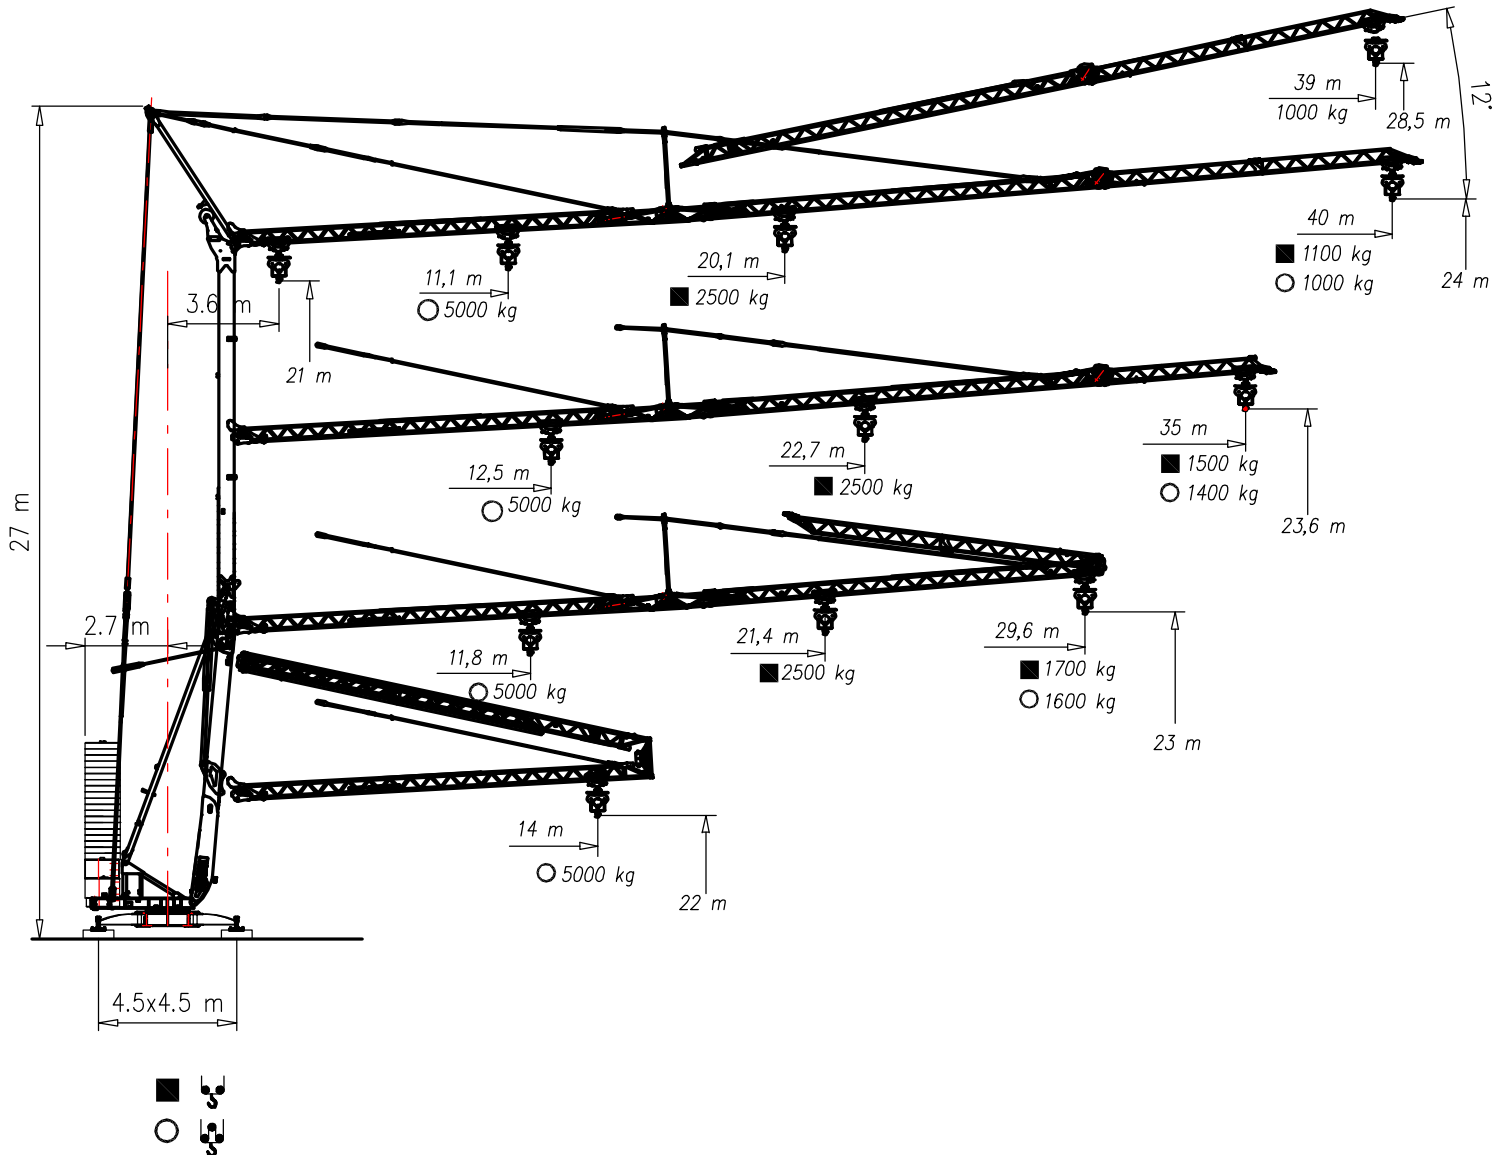 39 m
1000 kg
28,5 m
12°
40 m
■ 1100 kg
○ 1000 kg
24 m
20,1 m
■ 2500 kg
11,1 m
○ 5000 kg
3.6 m
21 m
35 m
■ 1500 kg
○ 1400 kg
23,6 m
22,7 m
■ 2500 kg
12,5 m
○ 5000 kg
27 m
2.7 m
29,6 m
■ 1700 kg
○ 1600 kg
23 m
21,4 m
■ 2500 kg
11,8 m
○ 5000 kg
14 m
○ 5000 kg
22 m
4.5x4.5 m